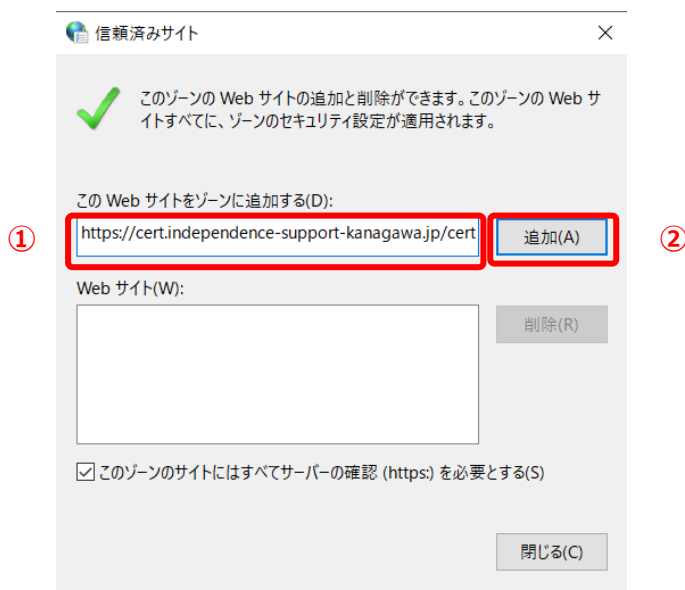 信頼済みサイト
このゾーンの Web サイトの追加と削除ができます。このゾーンの Web サ
イトすべてに、ゾーンのセキュリティ設定が適用されます。
この Web サイトをゾーンに追加する(D):
①
https://cert.independence-support-kanagawa.jp/cert
追加(A)
②
Web サイト(W):
削除(R)
このゾーンのサイトにはすべてサーバーの確認 (https:) を必要とする(S)
閉じる(C)